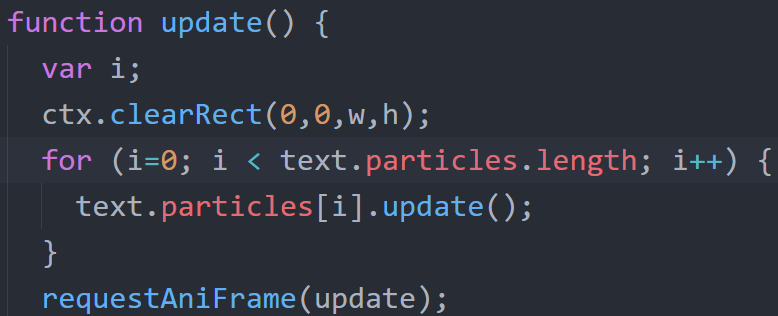 function update() {
var i;
ctx.clearRect(0,0,w,h);
for (i=0; i < text.particles.length; i++) {
text.particles[i].update();
}
requestAniFrame(update);